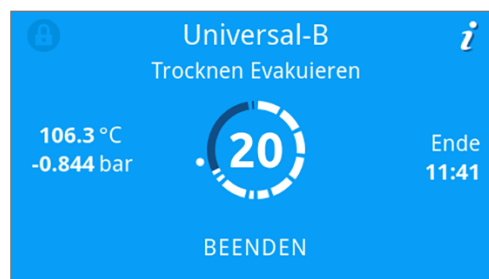 Universal-B
i
Trocknen Evakuieren
106.3 °C
-0.844 bar
20
Ende
11:41
BEENDEN